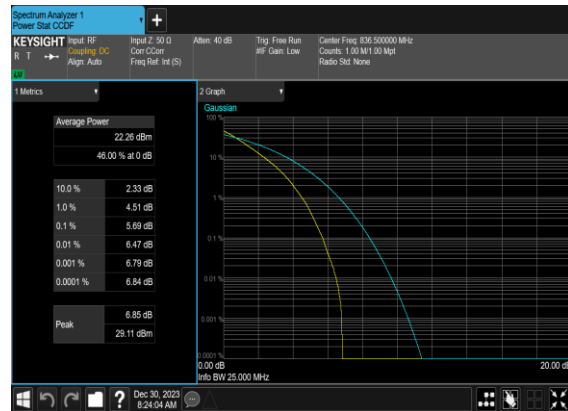 Spectrum Analyzer 1
Power Stat CCDF
KEYSIGHT
R T
LXI
Input: RF
Coupling: DC
Align: Auto
Input Z: 50 Ω
Corr CCorr
Freq Ref: Int (S)
Atten: 40 dB
Trig: Free Run
#IF Gain: Low
Center Freq: 836.500000 MHz
Counts: 1.00 M/1.00 Mpt
Radio Std: None
1 Metrics
Average Power
22.26 dBm
46.00 % at 0 dB
10.0 % 2.33 dB
1.0 % 4.51 dB
0.1 % 5.69 dB
0.01 % 6.47 dB
0.001 % 6.79 dB
0.0001 % 6.84 dB
Peak
6.85 dB
29.11 dBm
2 Graph
Gaussian
100 %
10 %
1 %
0.1 %
0.01 %
0.001 %
0.0001 %
0.00 dB
20.00 dB
Info BW 25.000 MHz
Dec 30, 2023
8:24:04 AM